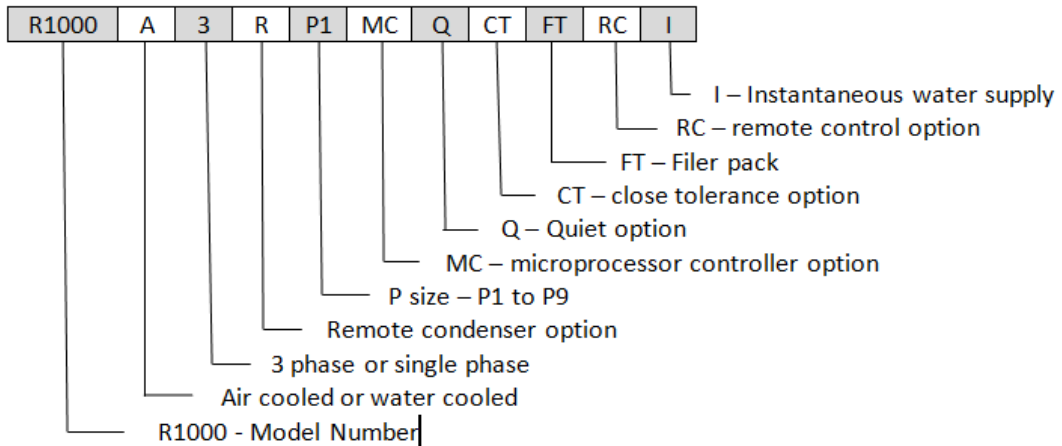 R1000 A 3 R P1 MC Q CT FT RC I
I – Instantaneous water supply
RC – remote control option
FT – Filer pack
CT – close tolerance option
Q – Quiet option
MC – microprocessor controller option
P size – P1 to P9
Remote condenser option
3 phase or single phase
Air cooled or water cooled
R1000 - Model Number